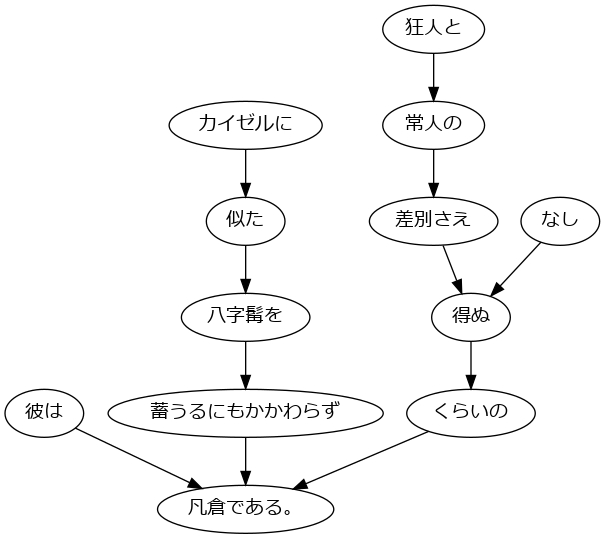 狂人と
カイゼルに
常人の
似た
差別さえ
なし
八字髯を
得ぬ
彼は
蓄うるにもかかわらず
くらいの
凡倉である。